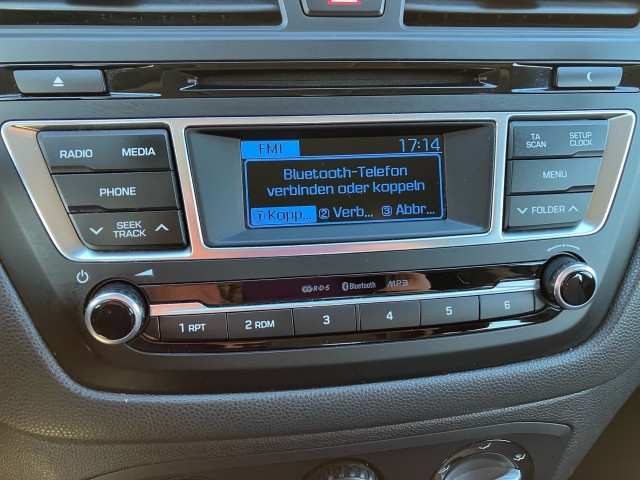 FM1 17:14
Bluetooth-Telefon
verbinden oder koppeln
1 Kopp... 2 Verb... 3 Abbr...
RADIO MEDIA
PHONE
SEEK
TRACK
TA
SCAN
SETUP
CLOCK
MENU
FOLDER
R·D·S Bluetooth MP3
1 RPT 2 RDM 3 4 5 6